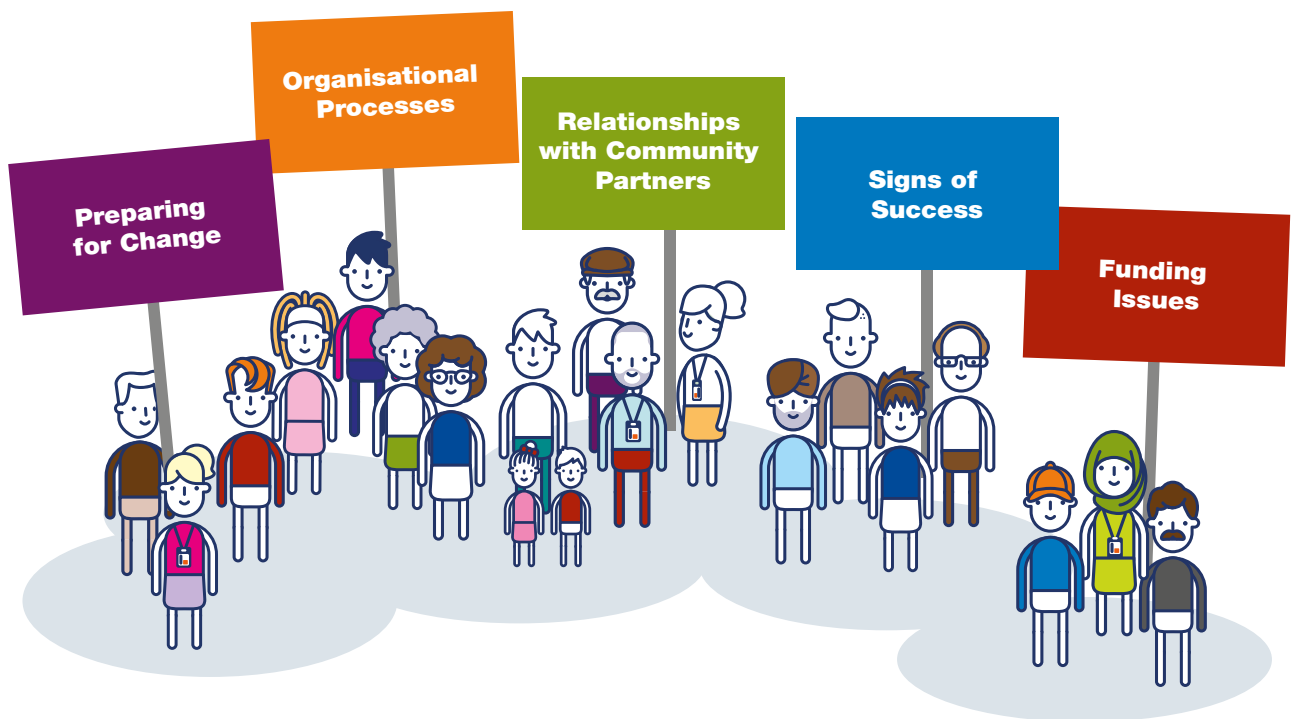 Preparing
for Change
Organisational
Processes
Relationships
with Community
Partners
Signs of
Success
Funding
Issues